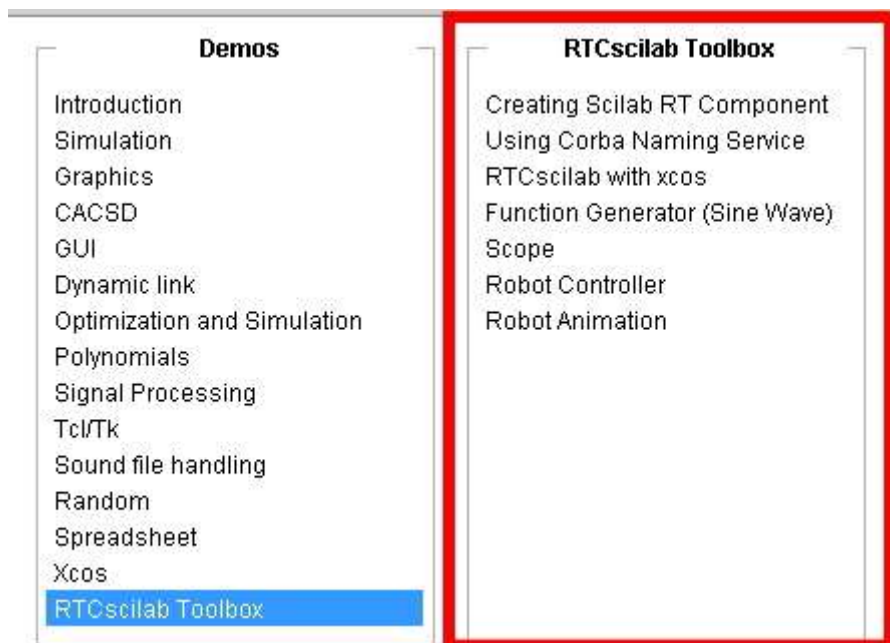 Demos
Introduction
Simulation
Graphics
CACSD
GUI
Dynamic link
Optimization and Simulation
Polynomials
Signal Processing
Tcl/Tk
Sound file handling
Random
Spreadsheet
Xcos
RTCscilab Toolbox
RTCscilab Toolbox
Creating Scilab RT Component
Using Corba Naming Service
RTCscilab with xcos
Function Generator (Sine Wave)
Scope
Robot Controller
Robot Animation